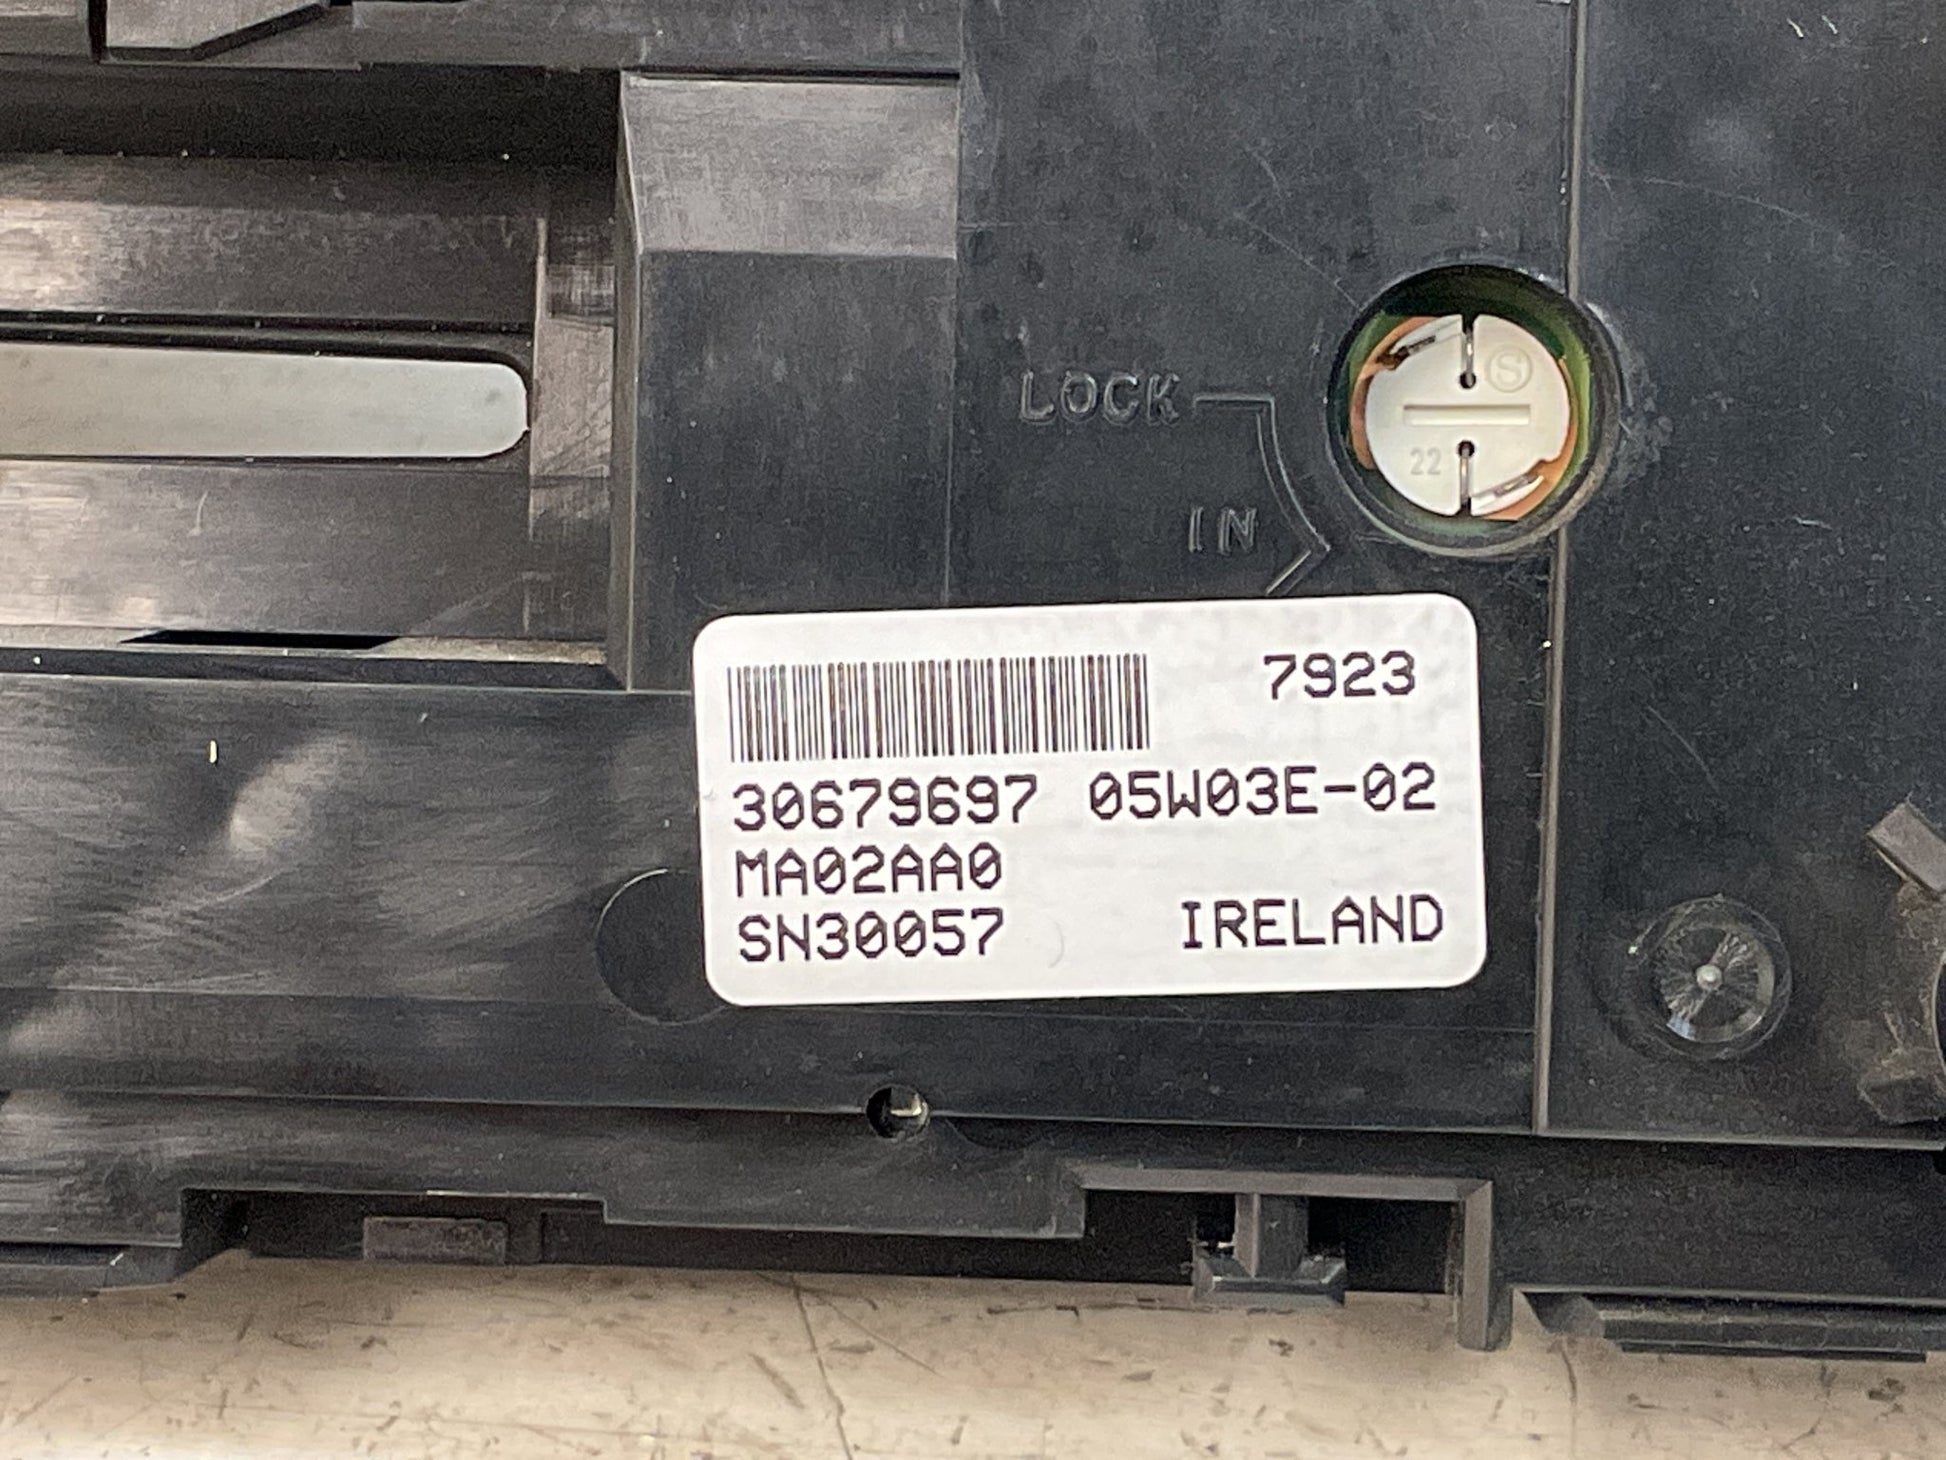 LOCK
S
22
IN
7923
30679697 05W03E-02
MA02AA0
SN30057 IRELAND